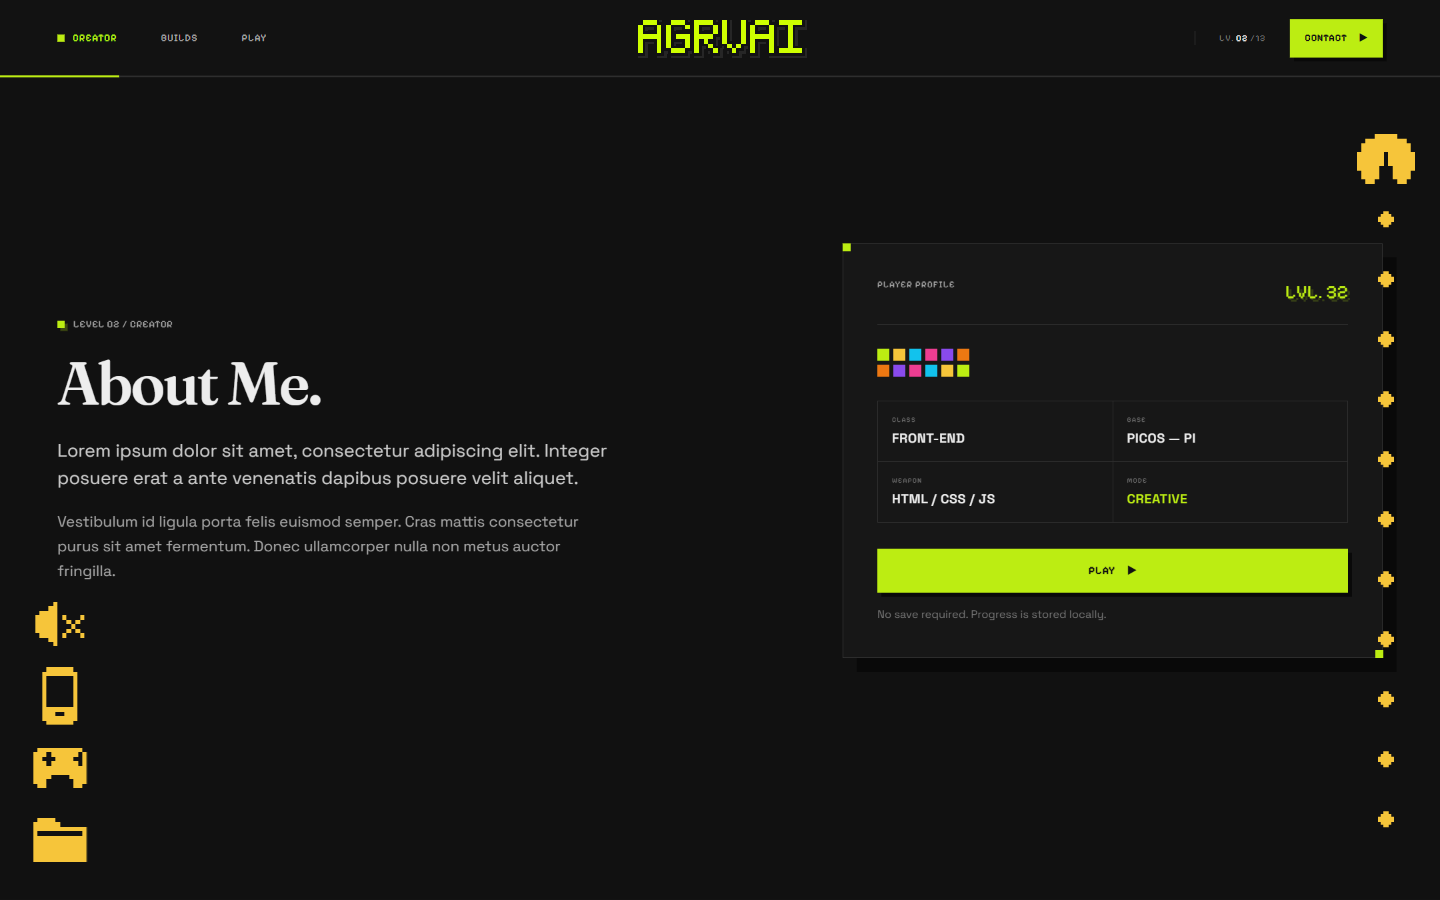 CREATOR
BUILDS
PLAY
AGRVAI
LV. 02 /13
CONTACT
LEVEL 02 / CREATOR
About Me.
Lorem ipsum dolor sit amet, consectetur adipiscing elit. Integer
posuere erat a ante venenatis dapibus posuere velit aliquet.
Vestibulum id ligula porta felis euismod semper. Cras mattis consectetur
purus sit amet fermentum. Donec ullamcorper nulla non metus auctor
fringilla.
PLAYER PROFILE
LVL. 32
CLASS
FRONT-END
BASE
PICOS — PI
WEAPON
HTML / CSS / JS
MODE
CREATIVE
PLAY
No save required. Progress is stored locally.